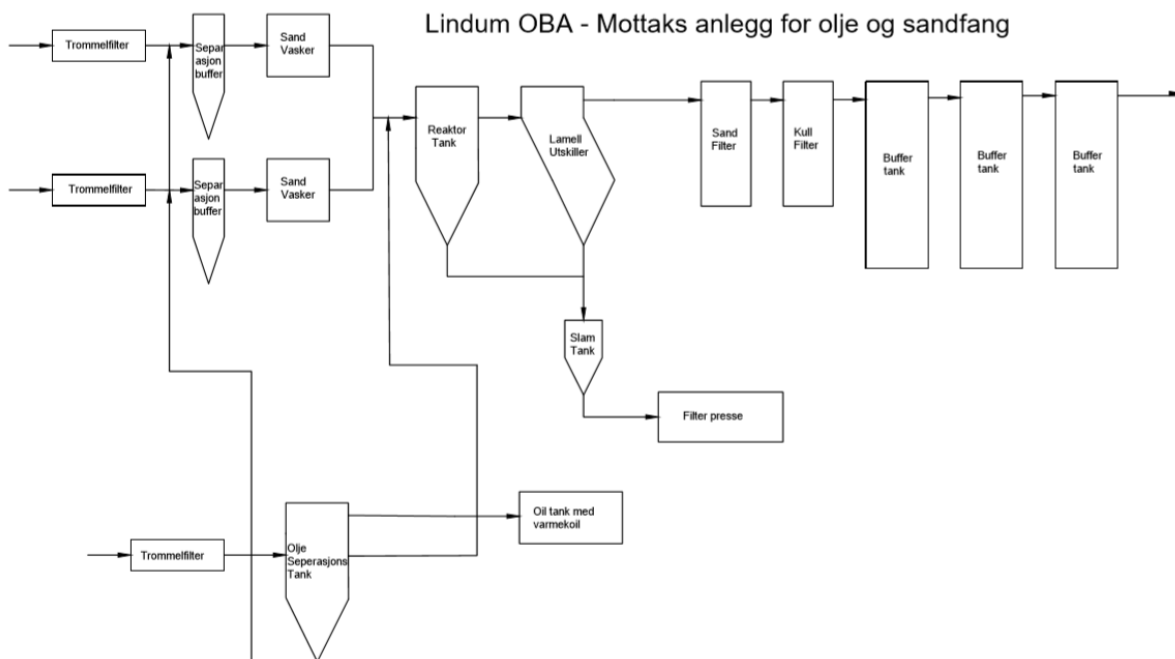 Lindum OBA - Mottaks anlegg for olje og sandfang
Trommelfilter
Separ
asjon
buffer
Sand
Vasker
Trommelfilter
Separ
asjon
buffer
Sand
Vasker
Reaktor
Tank
Lamell
Utskiller
Sand
Filter
Kull
Filter
Buffer
tank
Buffer
tank
Buffer
tank
Slam
Tank
Filter presse
Trommelfilter
Olje
Seperasjons
Tank
Oil tank med
varmekoil